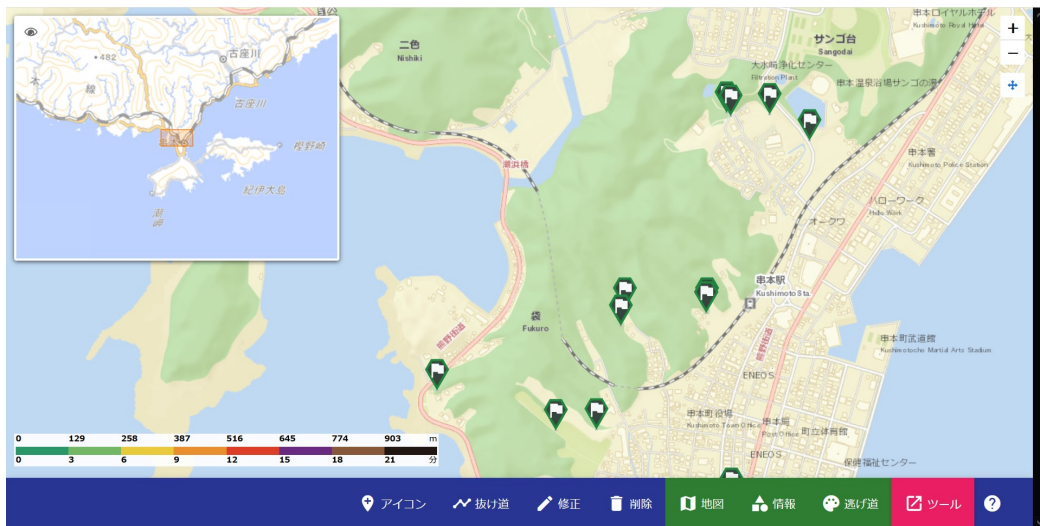 482
古座川
古座川
本
線
樫野崎
紀伊大島
潮
岬
二色
Nishiki
串本ロイヤルホテル
Kushimoto Royal Hotel
サンゴ台
Sangodai
大水崎浄化センター
Filtration Plant
串本温泉浴場サンゴの湯
潮浜橋
串本署
Kushimoto Police Station
ハローワーク
Hello Work
オークワ
串本駅
Kushimoto Sta.
袋
Fukuro
熊野街道
熊野街道
串本町武道館
Kushimotocho Martial Arts Stadium
ENEOS
串本町役場
Kushimoto Town Office
串本局
Post Office
町立体育館
ENEOS
保健福祉センター
0 129 258 387 516 645 774 903 m
0 3 6 9 12 15 18 21 分
+
−
アイコン 抜け道 修正 削除 地図 情報 逃げ道 ツール ?